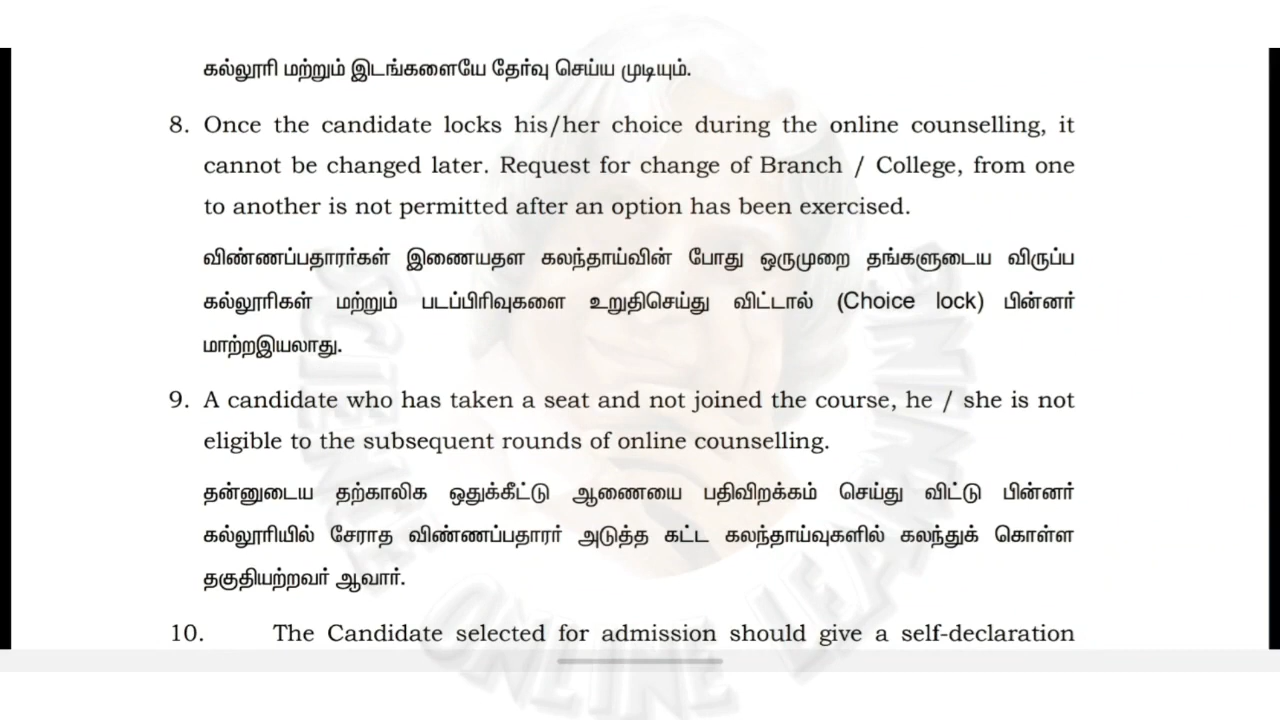 கல்லூரி மற்றும் இடங்களையே தேர்வு செய்ய முடியும்.
8. Once the candidate locks his/her choice during the online counselling, it
cannot be changed later. Request for change of Branch / College, from one
to another is not permitted after an option has been exercised.
விண்ணப்பதாரர்கள் இணையதள கலந்தாய்வின் போது ஒருமுறை தங்களுடைய விருப்ப
கல்லூரிகள் மற்றும் படப்பிரிவுகளை உறுதிசெய்து விட்டால் (Choice lock) பின்னர்
மாற்றஇயலாது.
9. A candidate who has taken a seat and not joined the course, he / she is not
eligible to the subsequent rounds of online counselling.
தன்னுடைய தற்காலிக ஒதுக்கீட்டு ஆணையை பதிவிறக்கம் செய்து விட்டு பின்னர்
கல்லூரியில் சேராத விண்ணப்பதாரர் அடுத்த கட்ட கலந்தாய்வுகளில் கலந்துக் கொள்ள
தகுதியற்றவர் ஆவார்.
10. The Candidate selected for admission should give a self-declaration
SCIENCE ONLINE LEARNING